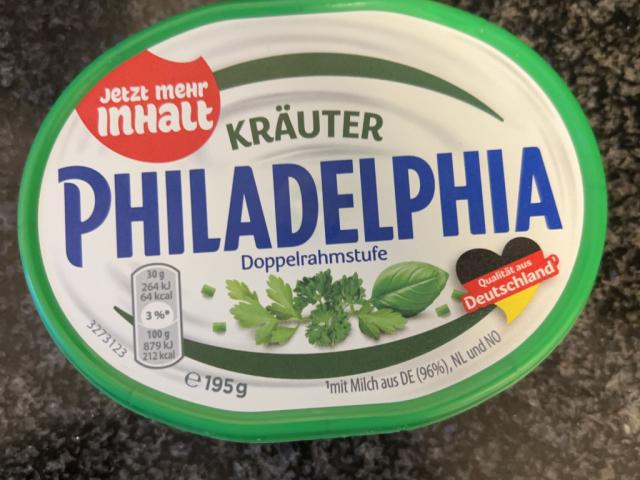 Jetzt mehr
Inhalt
KRÄUTER
PHILADELPHIA
Doppelrahmstufe
Qualität aus
Deutschland¹
30 g
264 kJ
64 kcal
3 %*
100 g
879 kJ
212 kcal
3273123
℮ 195 g
¹mit Milch aus DE (96%), NL und NO